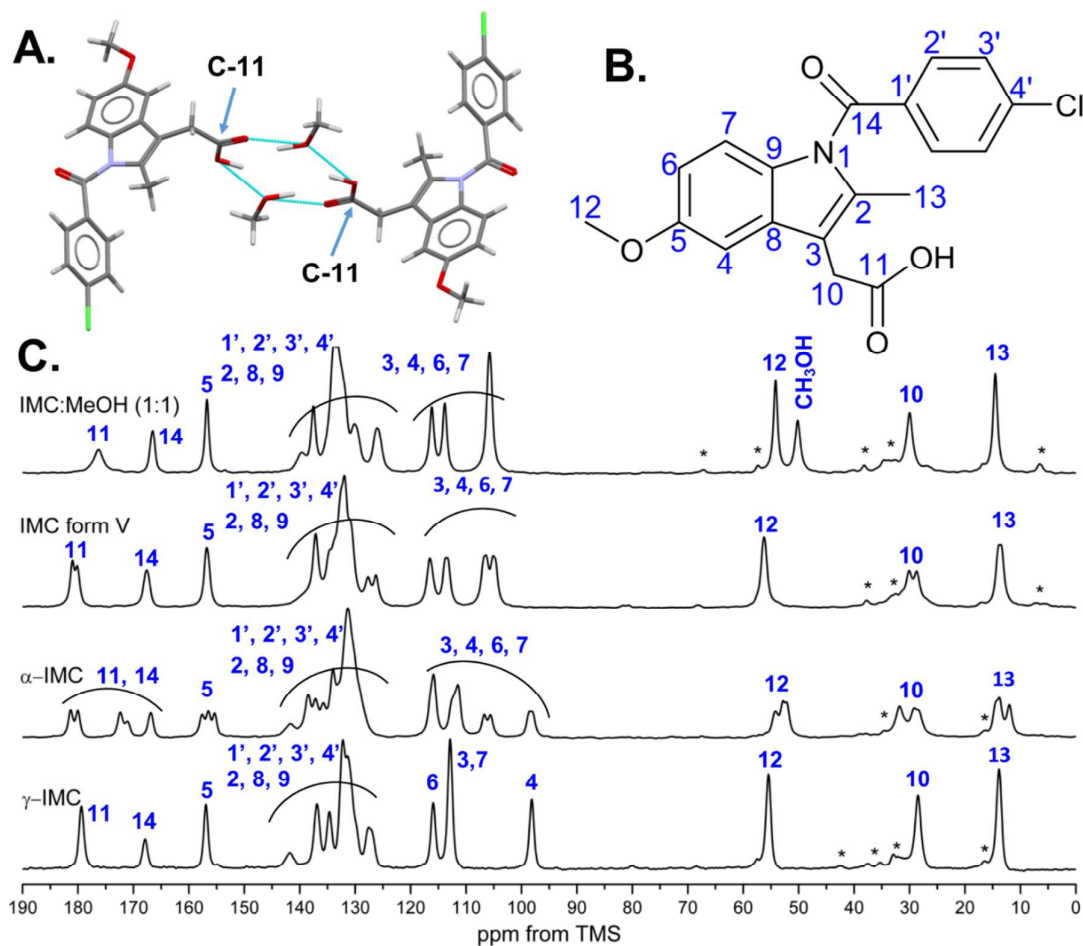 A.
C-11
C-11
B.
O
14
1'
2'
3'
4'
Cl
7
9
N
1
6
2
13
12
5
8
3
O
4
11
OH
10
O
C.
IMC:MeOH (1:1)
11
14
5
1', 2', 3', 4'
2, 8, 9
3, 4, 6, 7
12
CH₃OH
10
13
* * * * *
IMC form V
11
14
5
1', 2', 3', 4'
2, 8, 9
3, 4, 6, 7
12
10
13
* * *
α–IMC
11, 14
5
1', 2', 3', 4'
2, 8, 9
3, 4, 6, 7
12
10
13
* *
γ–IMC
11
14
5
1', 2', 3', 4'
2, 8, 9
6
3,7
4
12
10
13
* * * *
190 180 170 160 150 140 130 120 110 100 90 80 70 60 50 40 30 20 10 0
ppm from TMS